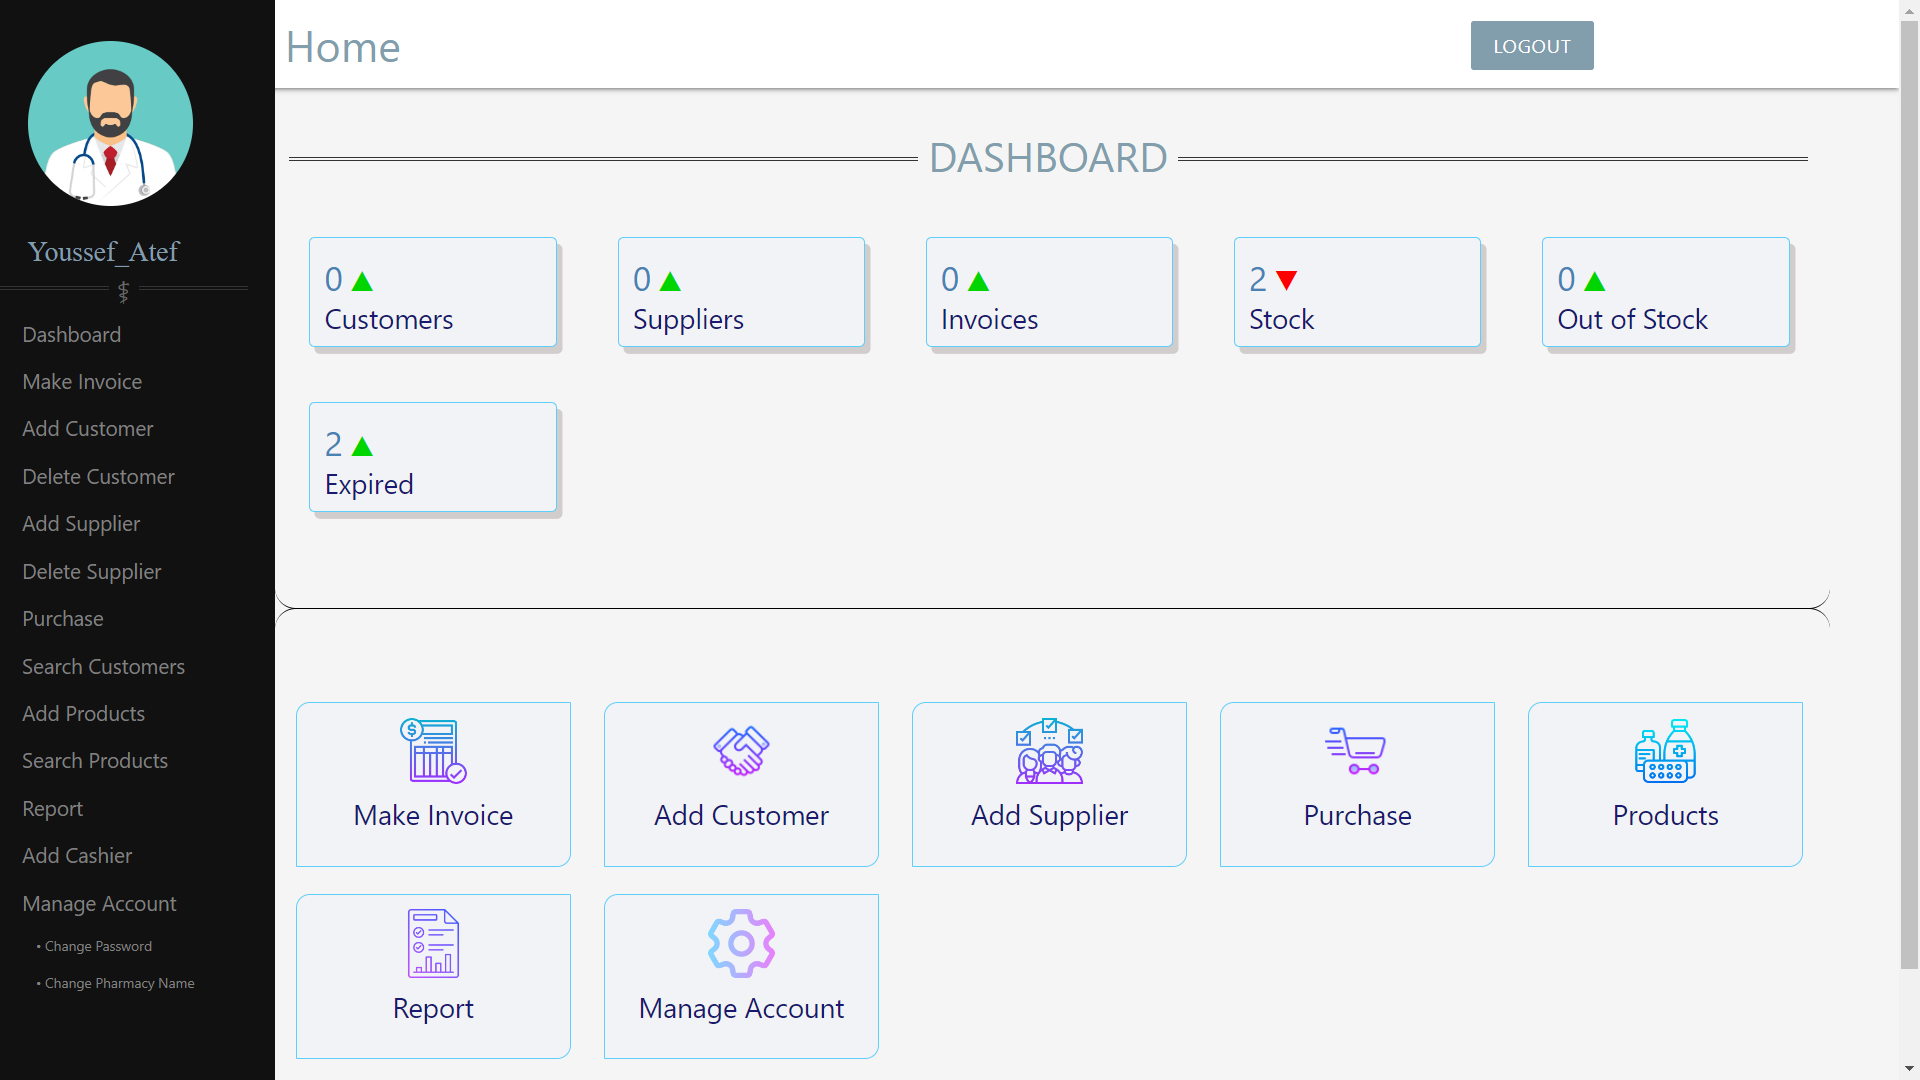 Home
LOGOUT
Youssef_Atef
Dashboard
Make Invoice
Add Customer
Delete Customer
Add Supplier
Delete Supplier
Purchase
Search Customers
Add Products
Search Products
Report
Add Cashier
Manage Account
• Change Password
• Change Pharmacy Name
DASHBOARD
0 ▲
Customers
0 ▲
Suppliers
0 ▲
Invoices
2 ▼
Stock
0 ▲
Out of Stock
2 ▲
Expired
Make Invoice
Add Customer
Add Supplier
Purchase
Products
Report
Manage Account